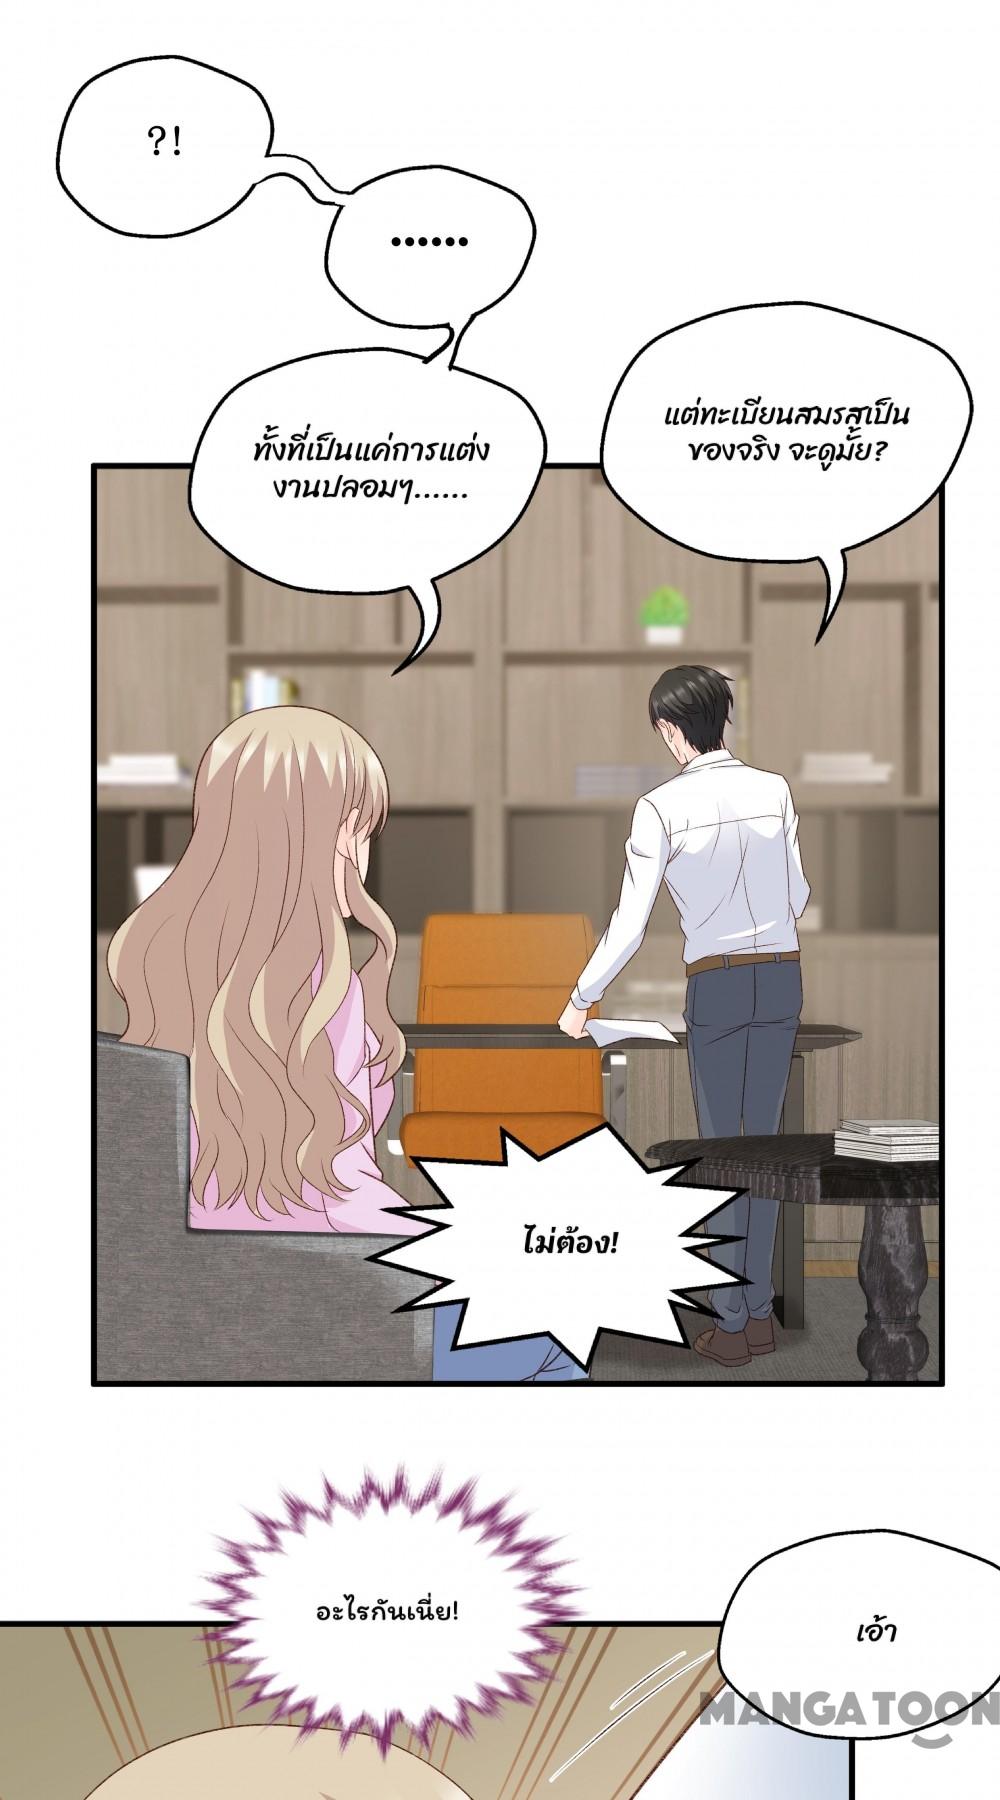 ?!
......
ทั้งที่เป็นแค่การแต่ง
งานปลอมๆ......
แต่ทะเบียนสมรสเป็น
ของจริง จะดูมั้ย?
ไม่ต้อง!
อะไรกันเนี่ย!
เอ้า
MANGATOON